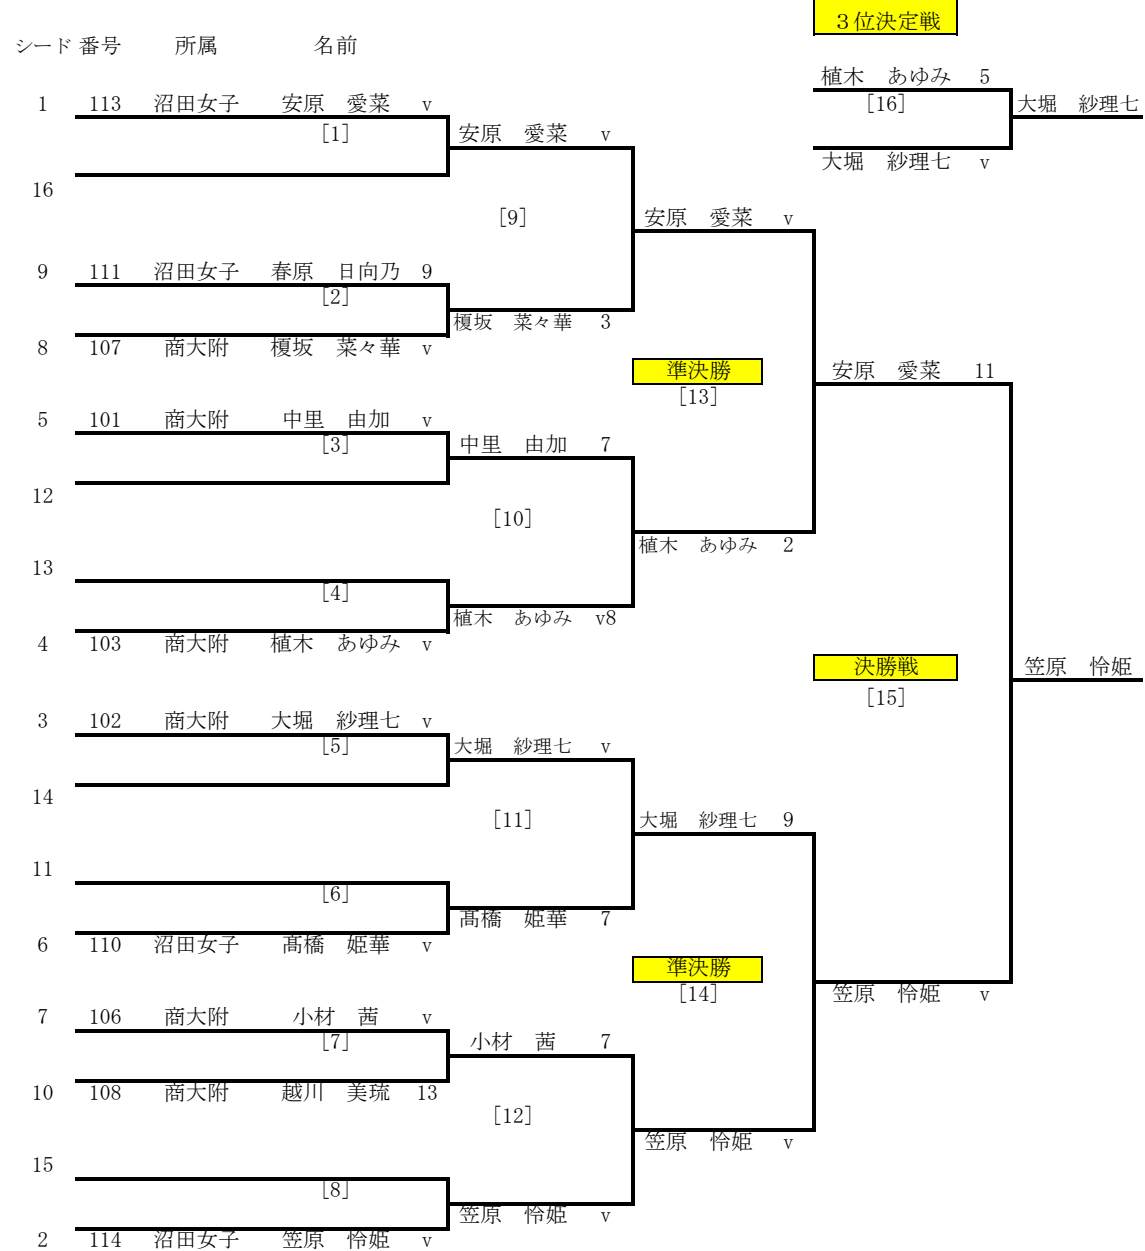 ３位決定戦
シード 番号 所属 名前
植木　あゆみ 5
1 113 沼田女子 安原　愛菜 v
[16]
大堀　紗理七
[1]
安原　愛菜 v
大堀　紗理七 v
16
[9]
安原　愛菜 v
9 111 沼田女子 春原　日向乃 9
[2]
榎坂　菜々華 3
8 107 商大附 榎坂　菜々華 v
準決勝
安原　愛菜 11
[13]
5 101 商大附 中里　由加 v
[3]
中里　由加 7
12
[10]
植木　あゆみ 2
13
[4]
植木　あゆみ v8
4 103 商大附 植木　あゆみ v
決勝戦
笠原　怜姫
[15]
3 102 商大附 大堀　紗理七 v
[5]
大堀　紗理七 v
14
[11]
大堀　紗理七 9
11
[6]
髙橋　姫華 7
6 110 沼田女子 髙橋　姫華 v
準決勝
[14]
笠原　怜姫 v
7 106 商大附 小材　茜 v
[7]
小材　茜 7
10 108 商大附 越川　美琉 13
[12]
笠原　怜姫 v
15
[8]
笠原　怜姫 v
2 114 沼田女子 笠原　怜姫 v